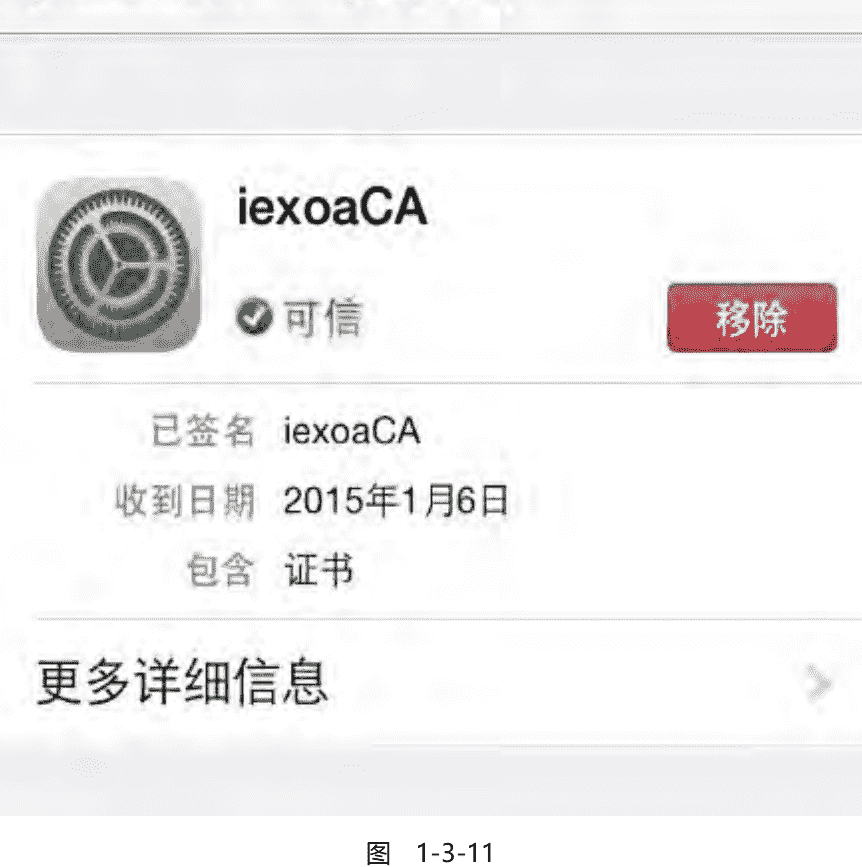 iexoaCA
可信
移除
已签名 iexoaCA
收到日期 2015年1月6日
包含 证书
更多详细信息
图 1-3-11